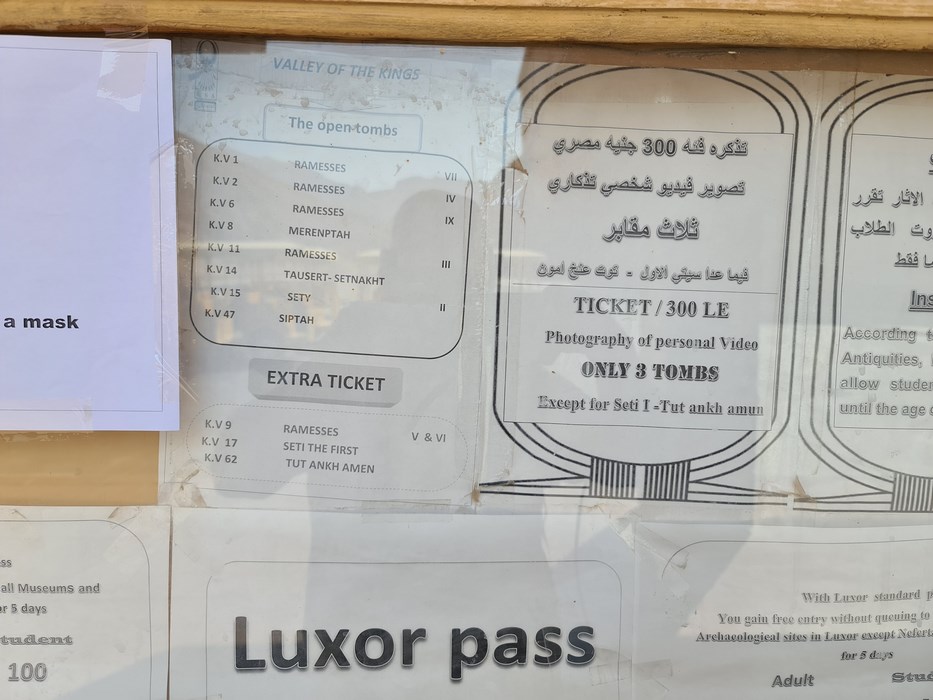 a mask
VALLEY OF THE KINGS
The open tombs
K.V 1 RAMESSES VII
K.V 2 RAMESSES IV
K.V 6 RAMESSES IX
K.V 8 MERENPTAH
K.V 11 RAMESSES III
K.V 14 TAUSERT- SETNAKHT
K.V 15 SETY II
K.V 47 SIPTAH
EXTRA TICKET
K.V 9 RAMESSES V & VI
K.V 17 SETI THE FIRST
K.V 62 TUT ANKH AMEN
تذكره فئه 300 جنيه مصري
تصوير فيديو شخصي تذكاري
ثلاث مقابر
فيما عدا سيتي الاول - توت عنخ امون
TICKET / 300 LE
Photography of personal Video
ONLY 3 TOMBS
Except for Seti I -Tut ankh amun
الاثار تقرر
الطلاب
فقط
Ins
According
Antiquities,
allow studen
until the age
ss
all Museums and
or 5 days
tudent
100
Luxor pass
With Luxor standard p
You gain free entry without queuing to
Archaeological sites in Luxor except Neferta
for 5 days
Adult Stud